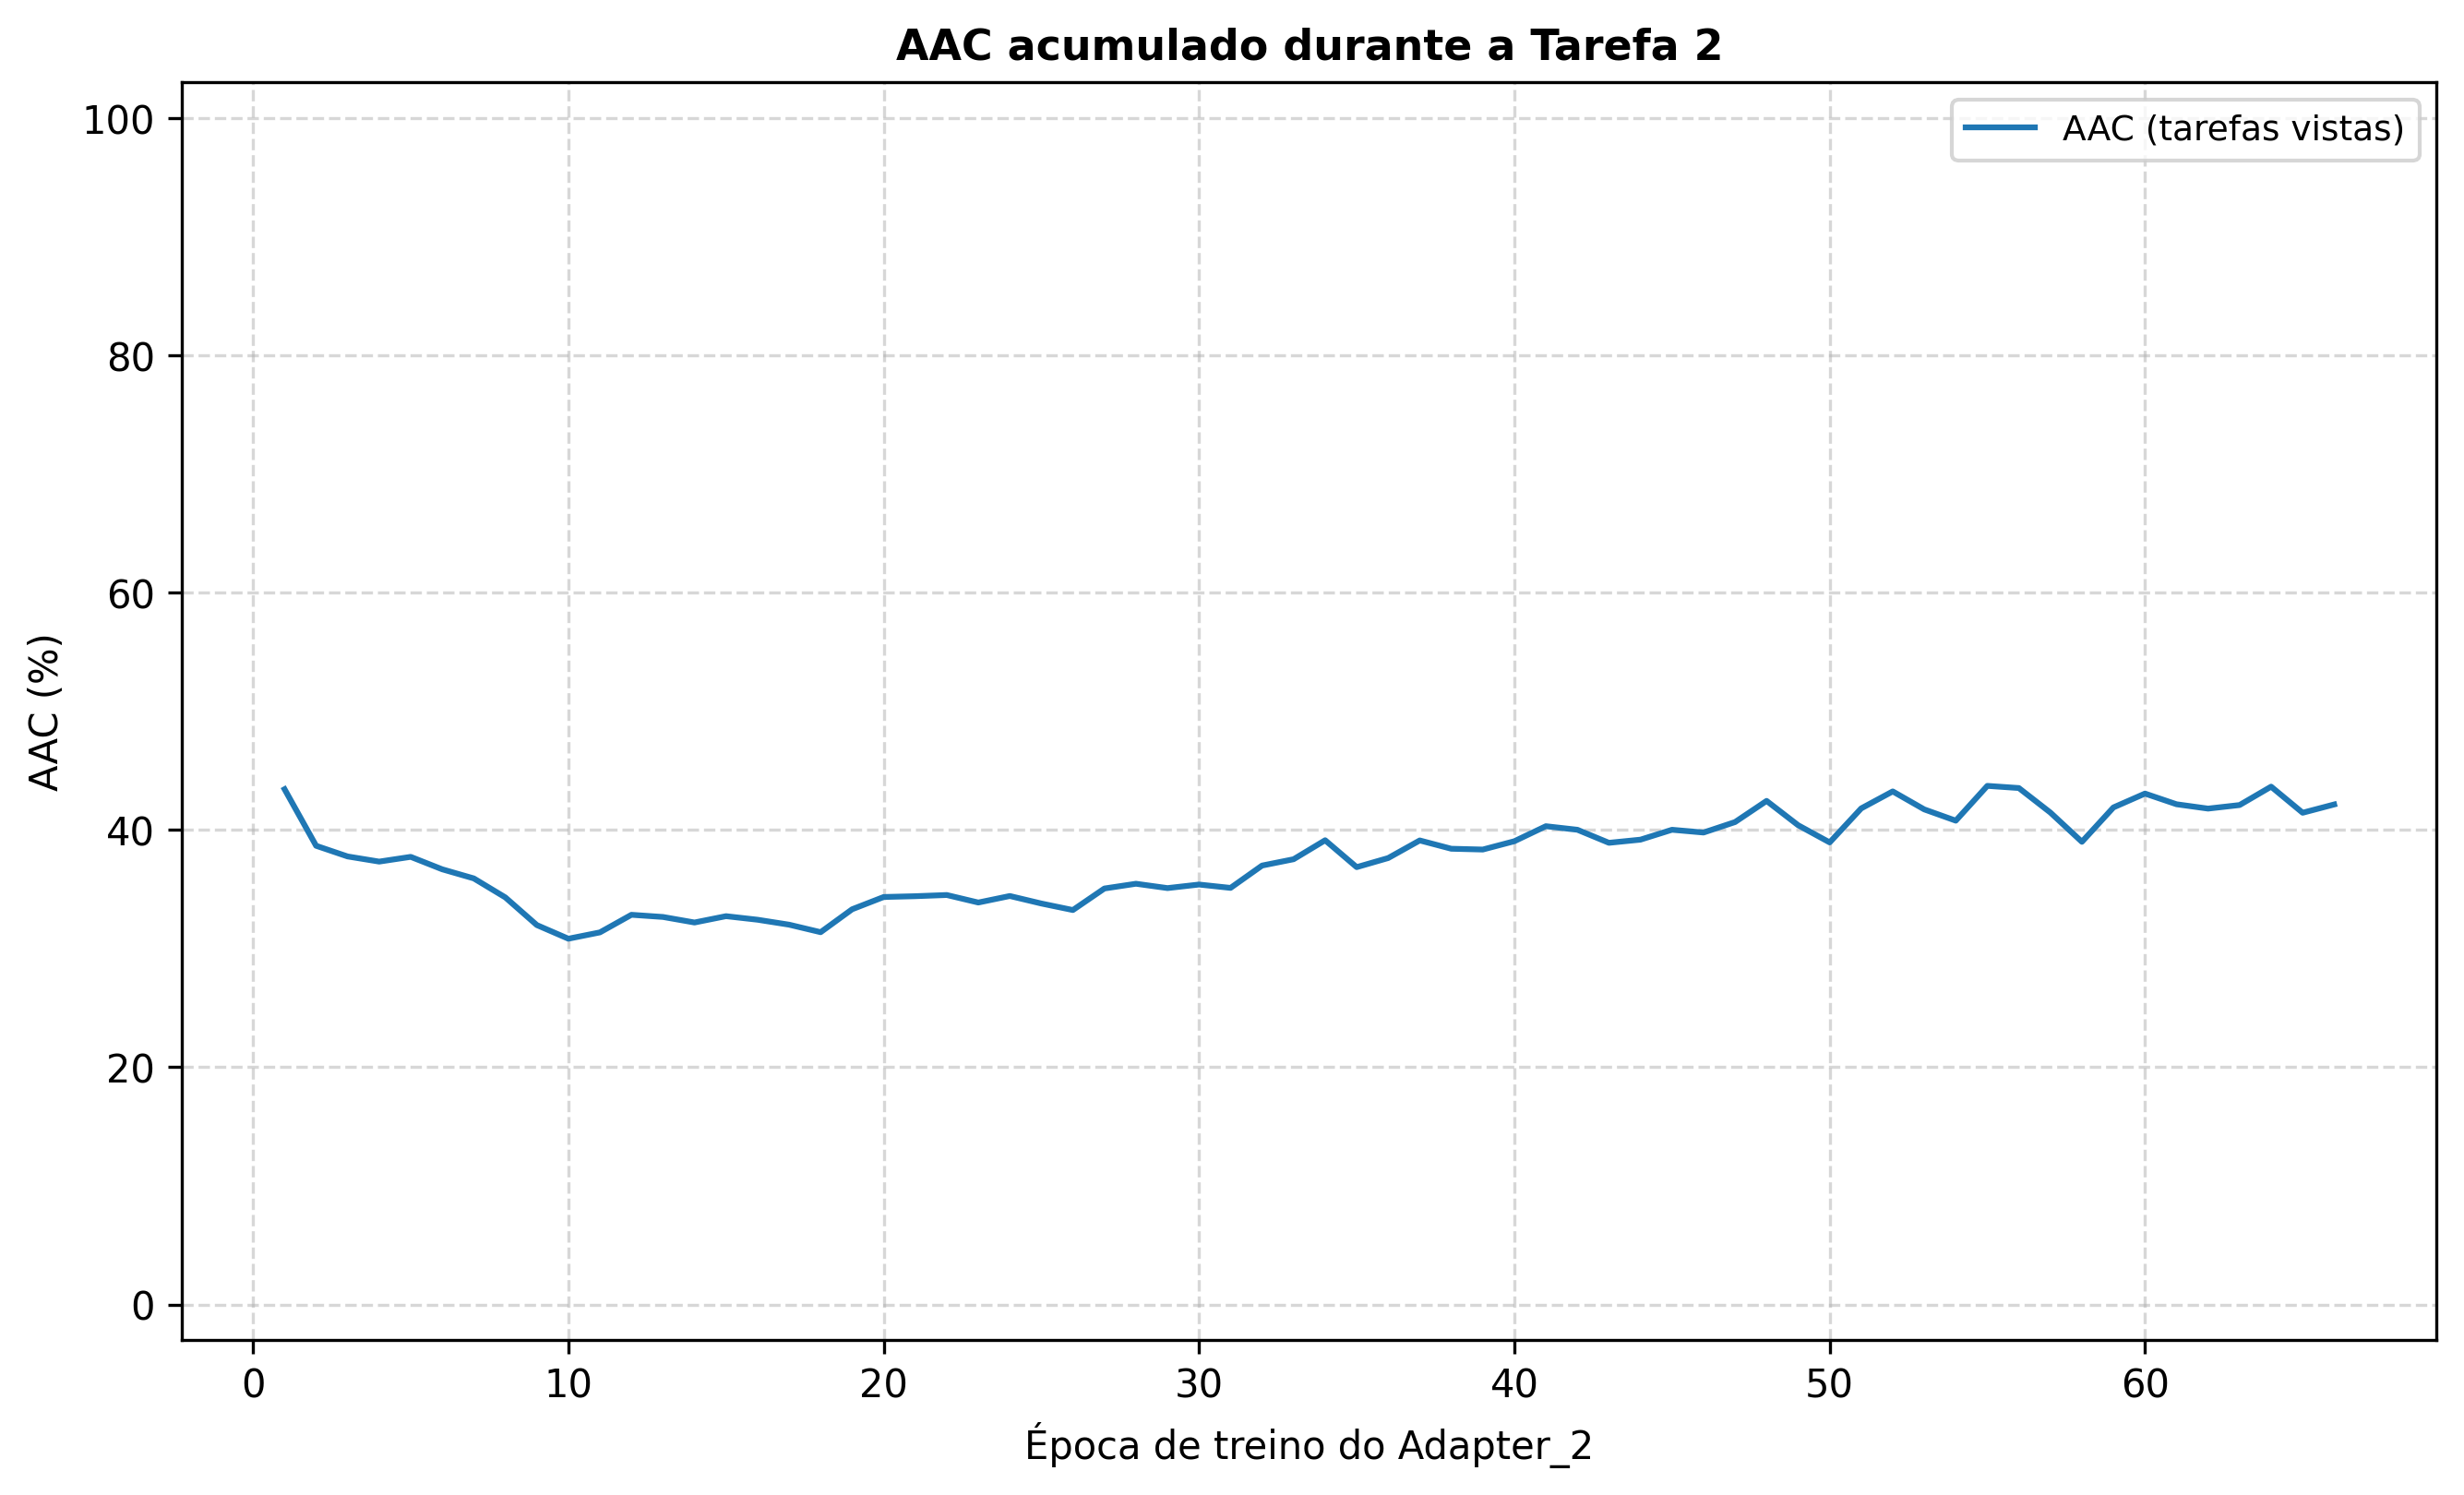 AAC acumulado durante a Tarefa 2
AAC (tarefas vistas)
100
80
60
40
20
0
AAC (%)
0 10 20 30 40 50 60
Época de treino do Adapter_2